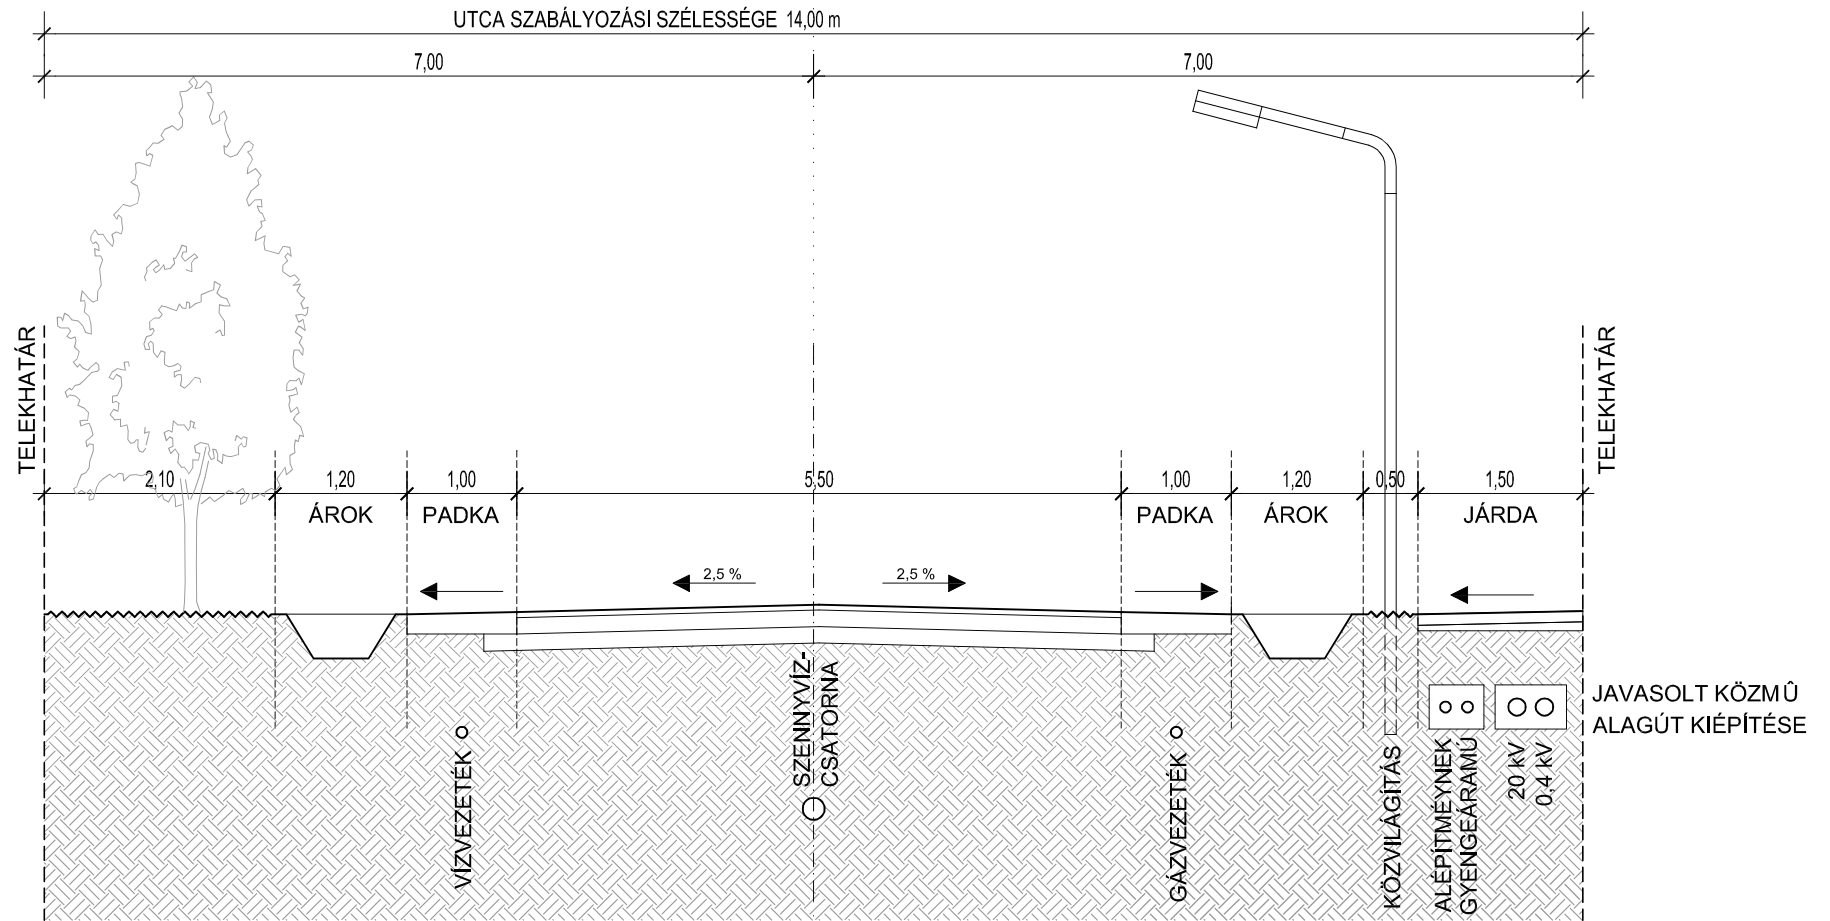 UTCA SZABÁLYOZÁSI SZÉLESSÉGE 14,00 m
7,00
7,00
TELEKHATÁR
TELEKHATÁR
2,10
1,20
1,00
5,50
1,00
1,20
0,50
1,50
ÁROK
PADKA
PADKA
ÁROK
JÁRDA
2,5 %
2,5 %
VÍZVEZETÉK
SZENNYVÍZ-
CSATORNA
GÁZVEZETÉK
KÖZVILÁGÍTÁS
ALÉPÍTMÉYNEK
GYENGEÁRAMÚ
20 kV
0,4 kV
JAVASOLT KÖZMÛ
ALAGÚT KIÉPÍTÉSE